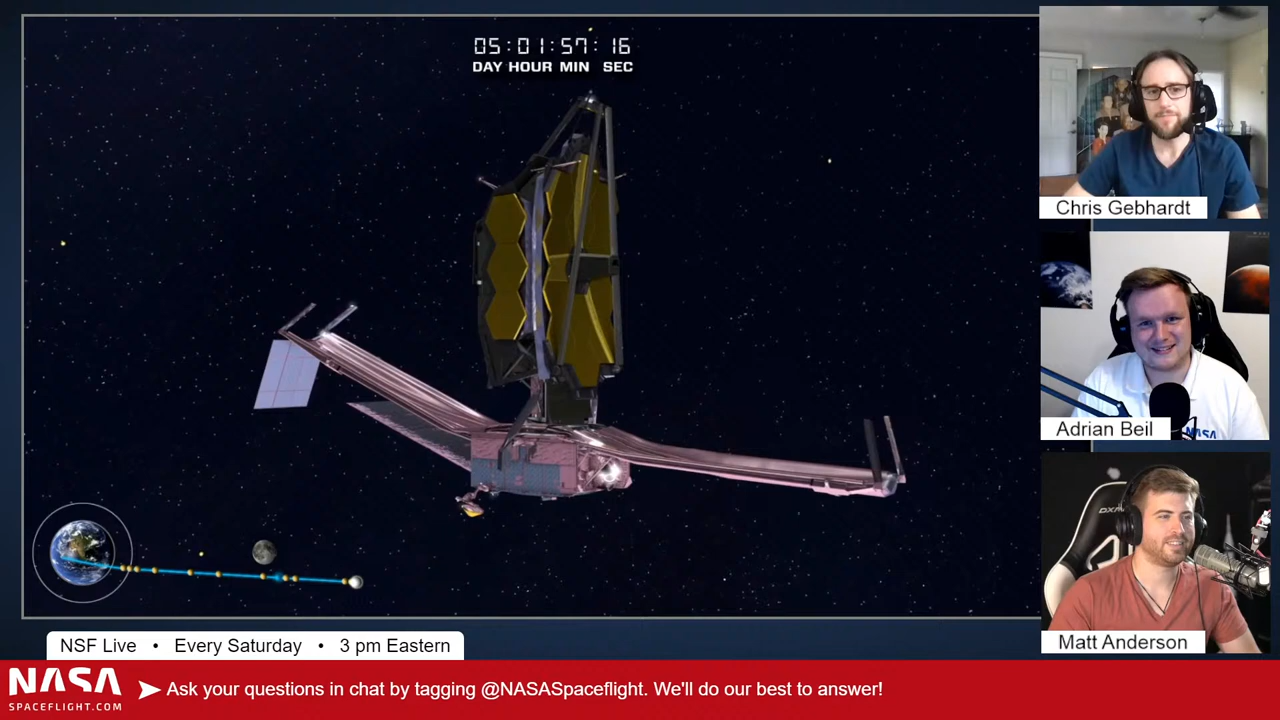 05:01:57:16
DAY HOUR MIN SEC
Chris Gebhardt
Adrian Beil
NASA
Matt Anderson
NSF Live • Every Saturday • 3 pm Eastern
NASA
SPACEFLIGHT.COM
Ask your questions in chat by tagging @NASASpaceflight. We'll do our best to answer!